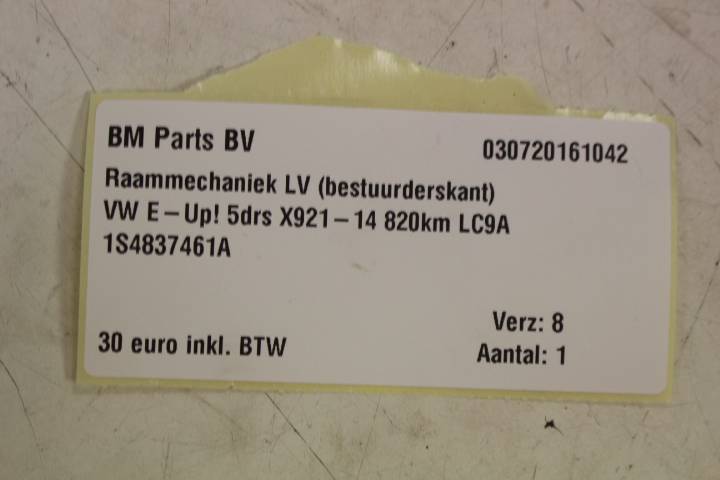 BM Parts BV 030720161042
Raammechaniek LV (bestuurderskant)
VW E-Up! 5drs X921-14 820km LC9A
1S4837461A
Verz: 8
30 euro inkl. BTW Aantal: 1